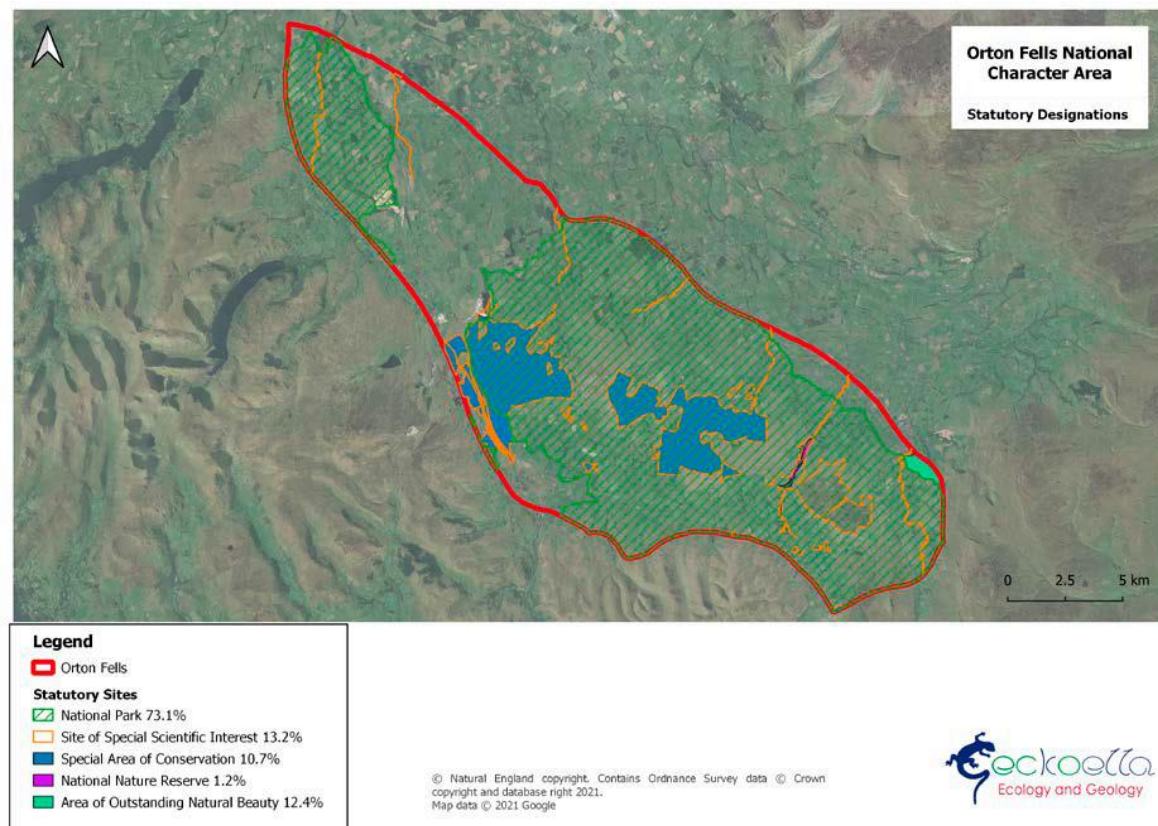 Orton Fells National
Character Area
Statutory Designations
0 2.5 5 km
Legend
Orton Fells
Statutory Sites
National Park 73.1%
Site of Special Scientific Interest 13.2%
Special Area of Conservation 10.7%
National Nature Reserve 1.2%
Area of Outstanding Natural Beauty 12.4%
© Natural England copyright. Contains Ordnance Survey data © Crown
copyright and database right 2021.
Map data © 2021 Google
Geckoella
Ecology and Geology